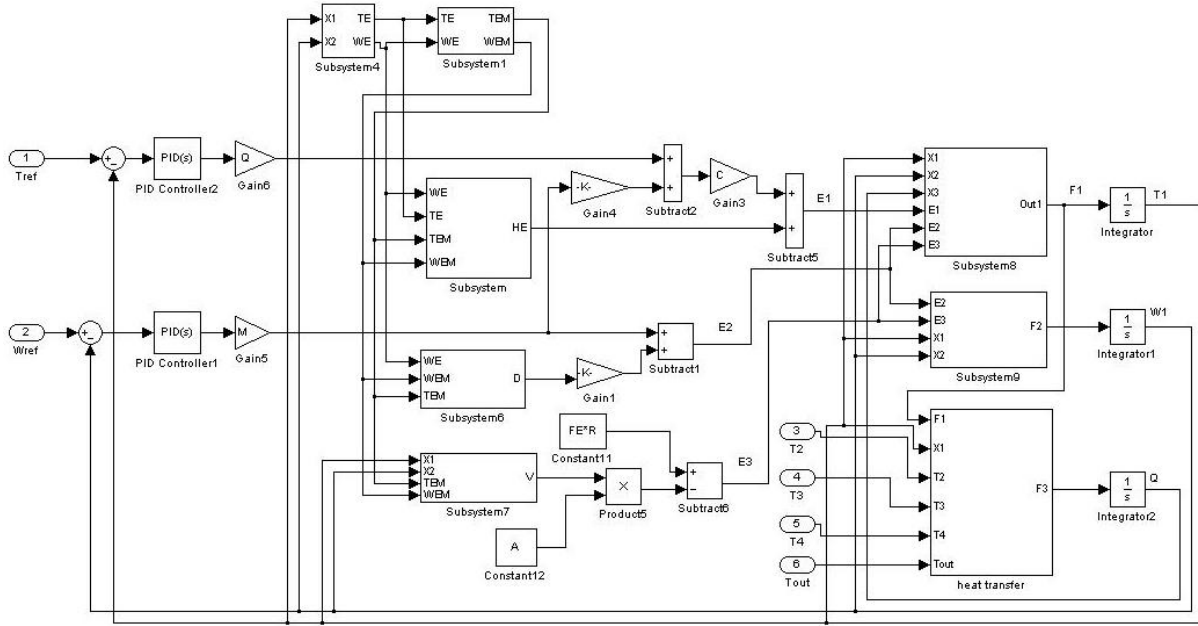 X1
X2
TE
WE
Subsystem4
TE
WE
TEM
WEM
Subsystem1
1
Tref
PID(s)
PID Controller2
Q
Gain6
-K-
Gain4
Subtract2
C
Gain3
Subtract5
E1
WE
TE
TEM
WEM
HE
Subsystem
X1
X2
X3
E1
E2
E3
Out1
Subsystem8
F1
1
s
Integrator
T1
2
Wref
PID(s)
PID Controller1
M
Gain5
Subtract1
E2
E2
E3
X1
X2
F2
Subsystem9
1
s
Integrator1
W1
WE
WEM
TEM
D
Subsystem6
-K-
Gain1
FE*R
Constant11
X1
X2
TEM
WEM
V
Subsystem7
Product5
A
Constant12
Subtract6
E3
3
T2
4
T3
5
T4
6
Tout
F1
X1
T2
T3
T4
Tout
F3
heat transfer
1
s
Integrator2
Q